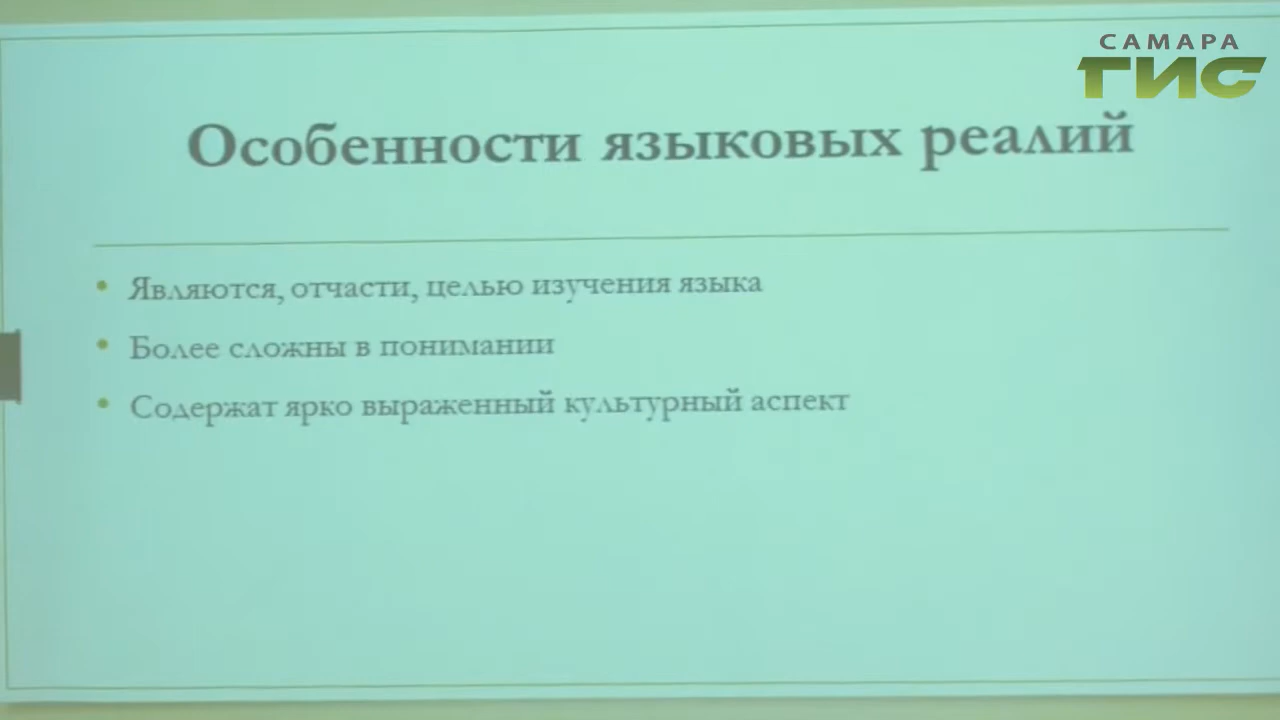 САМАРА
ГИС
Особенности языковых реалий
Являются, отчасти, целью изучения языка
Более сложны в понимании
Содержат ярко выраженный культурный аспект